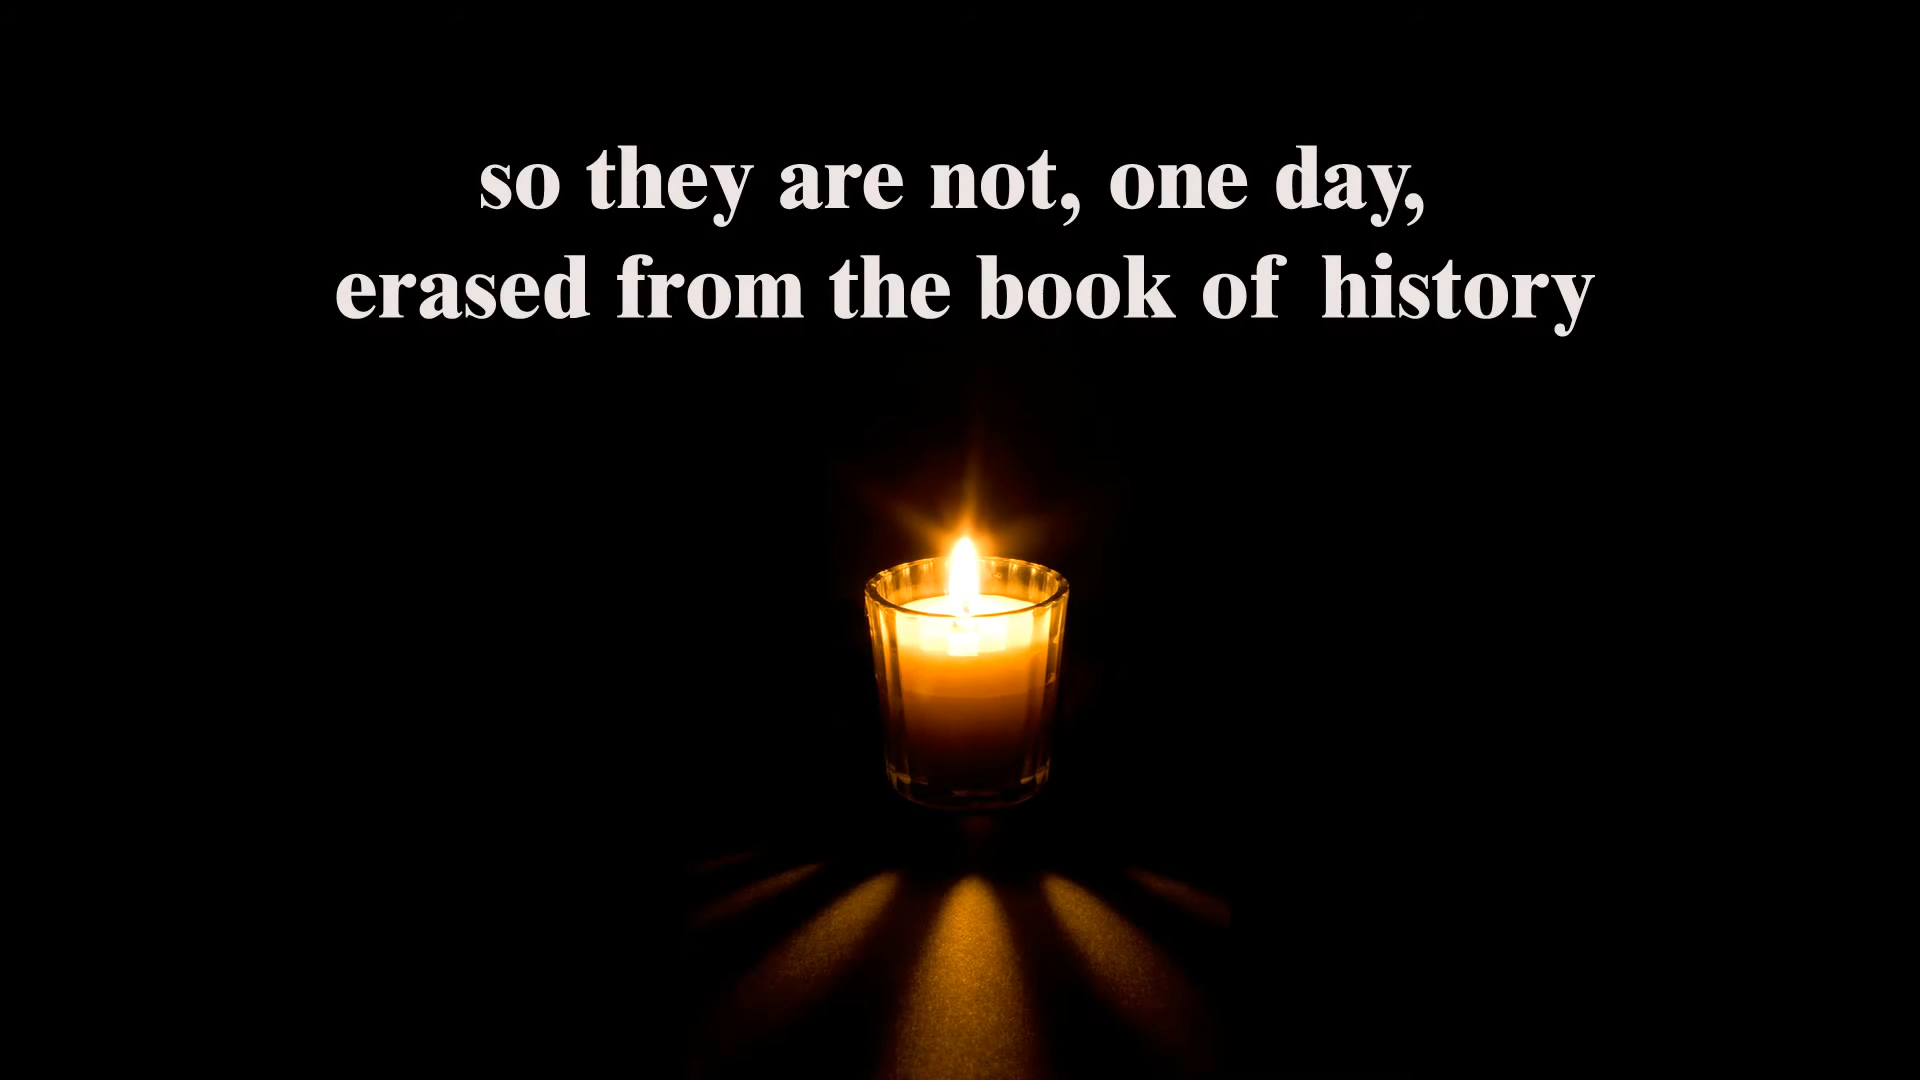 so they are not, one day,
erased from the book of history